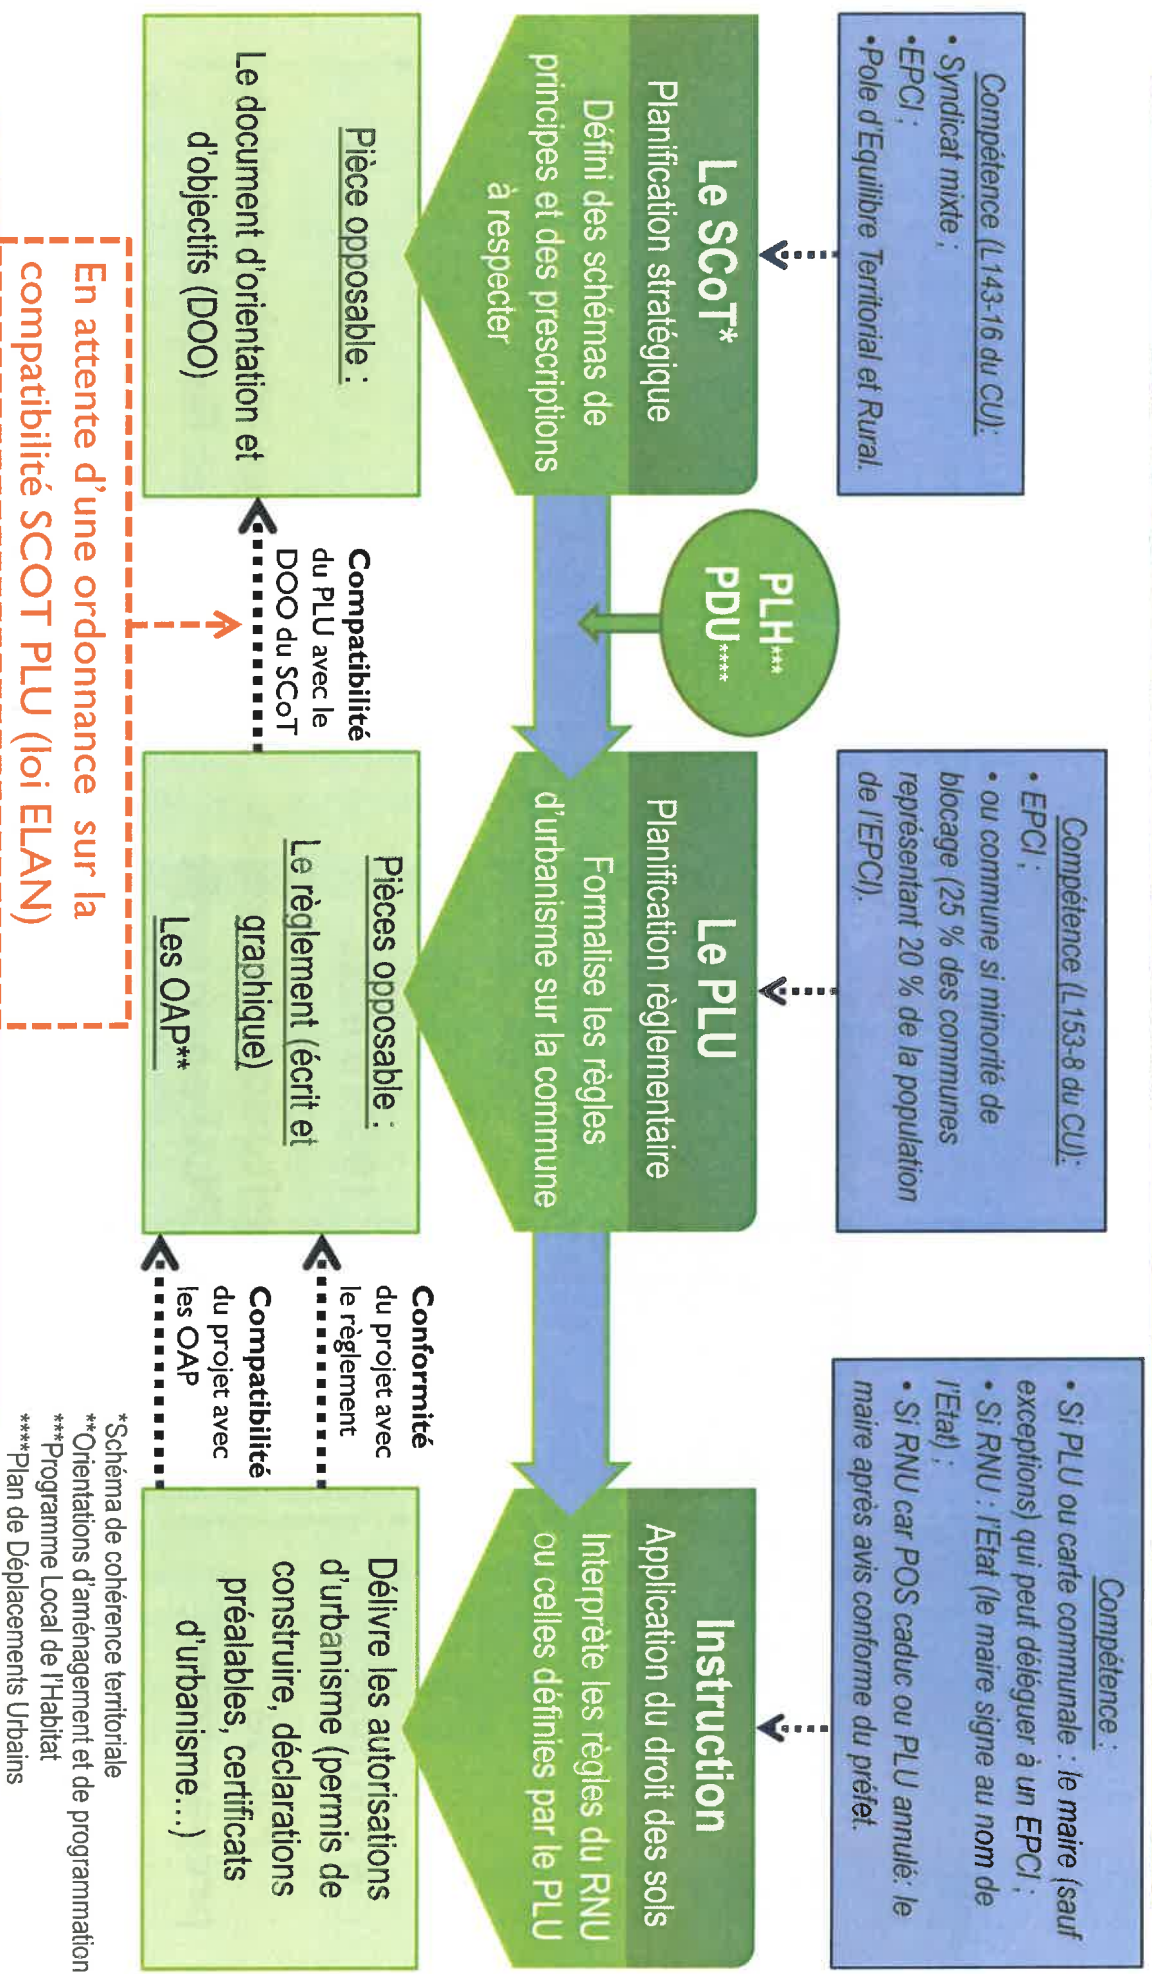 Compétence (L143-16 du CU):
• Syndicat mixte ;
• EPCI ;
• Pole d'Equilibre Territorial et Rural.
Le SCoT*
Planification stratégique
Défini des schémas de
principes et des prescriptions
à respecter
Pièce opposable :
Le document d'orientation et
d'objectifs (DOO)
PLH***
PDU****
Compatibilité
du PLU avec le
DOO du SCoT
En attente d'une ordonnance sur la
compatibilité SCOT PLU (loi ELAN)
Compétence (L153-8 du CU):
• EPCI ;
• ou commune si minorité de
blocage (25 % des communes
représentant 20 % de la population
de l'EPCI).
Le PLU
Planification règlementaire
Formalise les règles
d'urbanisme sur la commune
Pièces opposable :
Le règlement (écrit et
graphique)
Les OAP**
Conformité
du projet avec
le règlement
Compatibilité
du projet avec
les OAP
Compétence :
• Si PLU ou carte communale : le maire (sauf
exceptions) qui peut déléguer à un EPCI ;
• Si RNU : l'Etat (le maire signe au nom de
l'Etat) ;
• Si RNU car POS caduc ou PLU annulé: le
maire après avis conforme du préfet.
Instruction
Application du droit des sols
Interprète les règles du RNU
ou celles définies par le PLU
Délivre les autorisations
d'urbanisme (permis de
construire, déclarations
préalables, certificats
d'urbanisme…)
*Schéma de cohérence territoriale
**Orientations d'aménagement et de programmation
***Programme Local de l'Habitat
****Plan de Déplacements Urbains